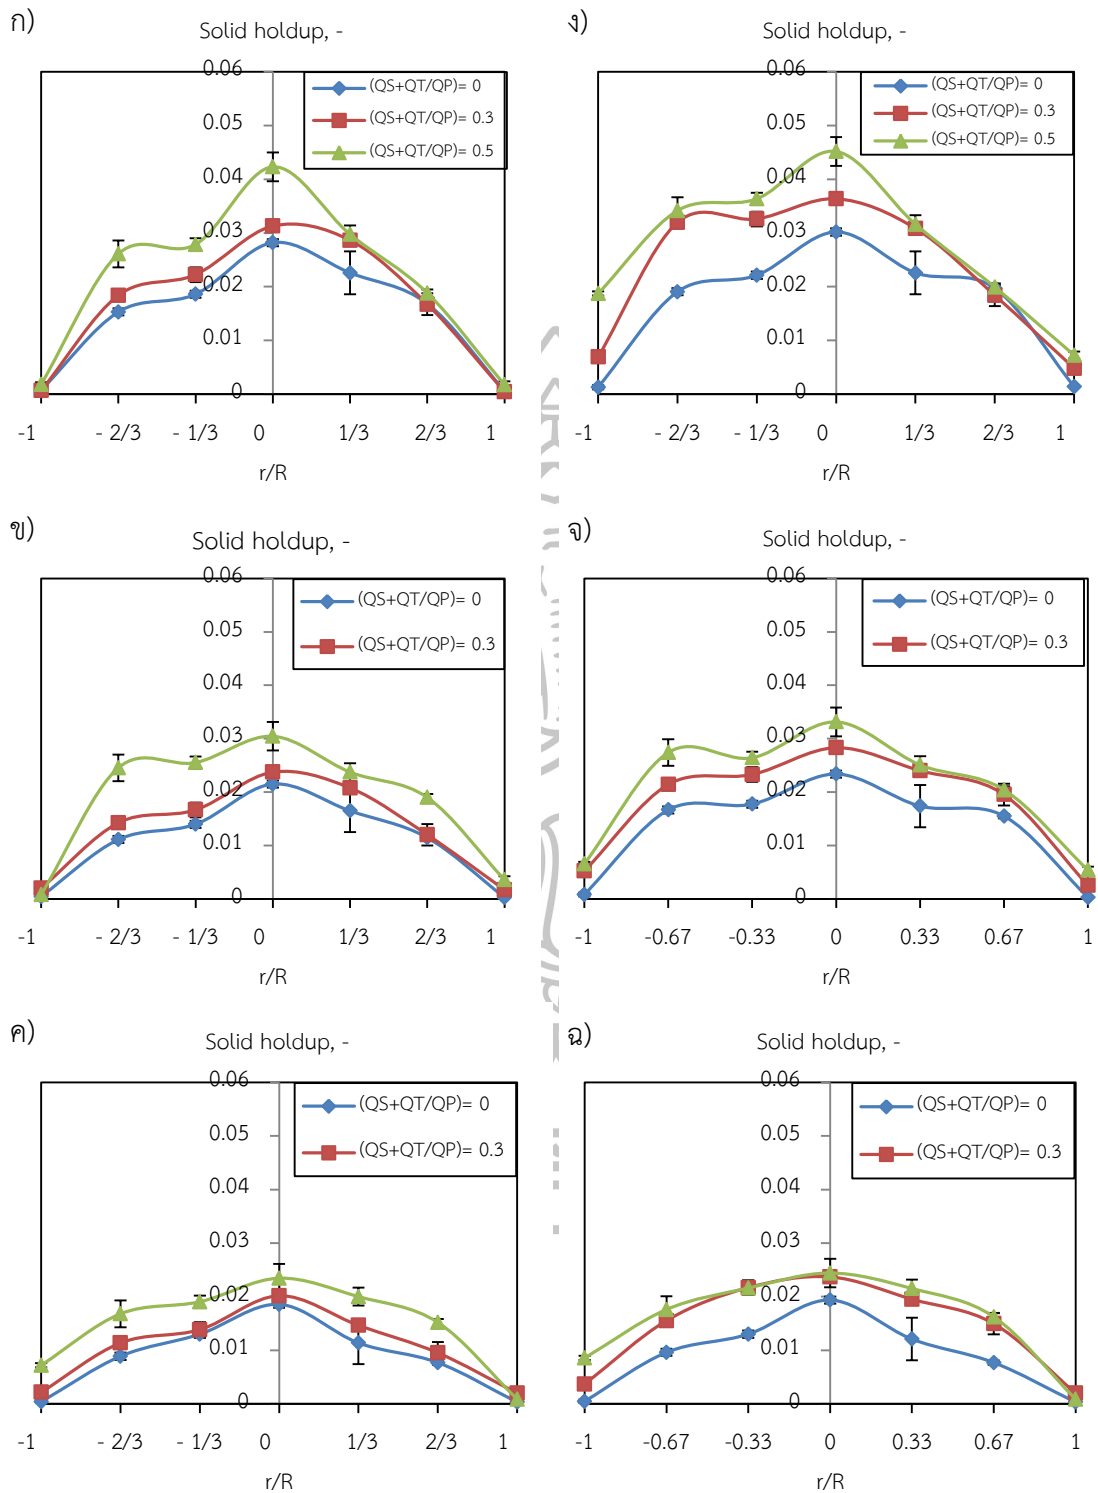 ก)
Solid holdup, -
(QS+QT/QP)= 0
(QS+QT/QP)= 0.3
(QS+QT/QP)= 0.5
0.06
0.05
0.04
0.03
0.02
0.01
0
-1 - 2/3 - 1/3 0 1/3 2/3 1
r/R
ง)
Solid holdup, -
(QS+QT/QP)= 0
(QS+QT/QP)= 0.3
(QS+QT/QP)= 0.5
0.06
0.05
0.04
0.03
0.02
0.01
0
-1 - 2/3 - 1/3 0 1/3 2/3 1
r/R
ข)
Solid holdup, -
(QS+QT/QP)= 0
(QS+QT/QP)= 0.3
0.06
0.05
0.04
0.03
0.02
0.01
0
-1 - 2/3 - 1/3 0 1/3 2/3 1
r/R
จ)
Solid holdup, -
(QS+QT/QP)= 0
(QS+QT/QP)= 0.3
0.06
0.05
0.04
0.03
0.02
0.01
0
-1 -0.67 -0.33 0 0.33 0.67 1
r/R
ค)
Solid holdup, -
(QS+QT/QP)= 0
(QS+QT/QP)= 0.3
0.06
0.05
0.04
0.03
0.02
0.01
0
-1 - 2/3 - 1/3 0 1/3 2/3 1
r/R
ฉ)
Solid holdup, -
(QS+QT/QP)= 0
(QS+QT/QP)= 0.3
0.06
0.05
0.04
0.03
0.02
0.01
0
-1 -0.67 -0.33 0 0.33 0.67 1
r/R